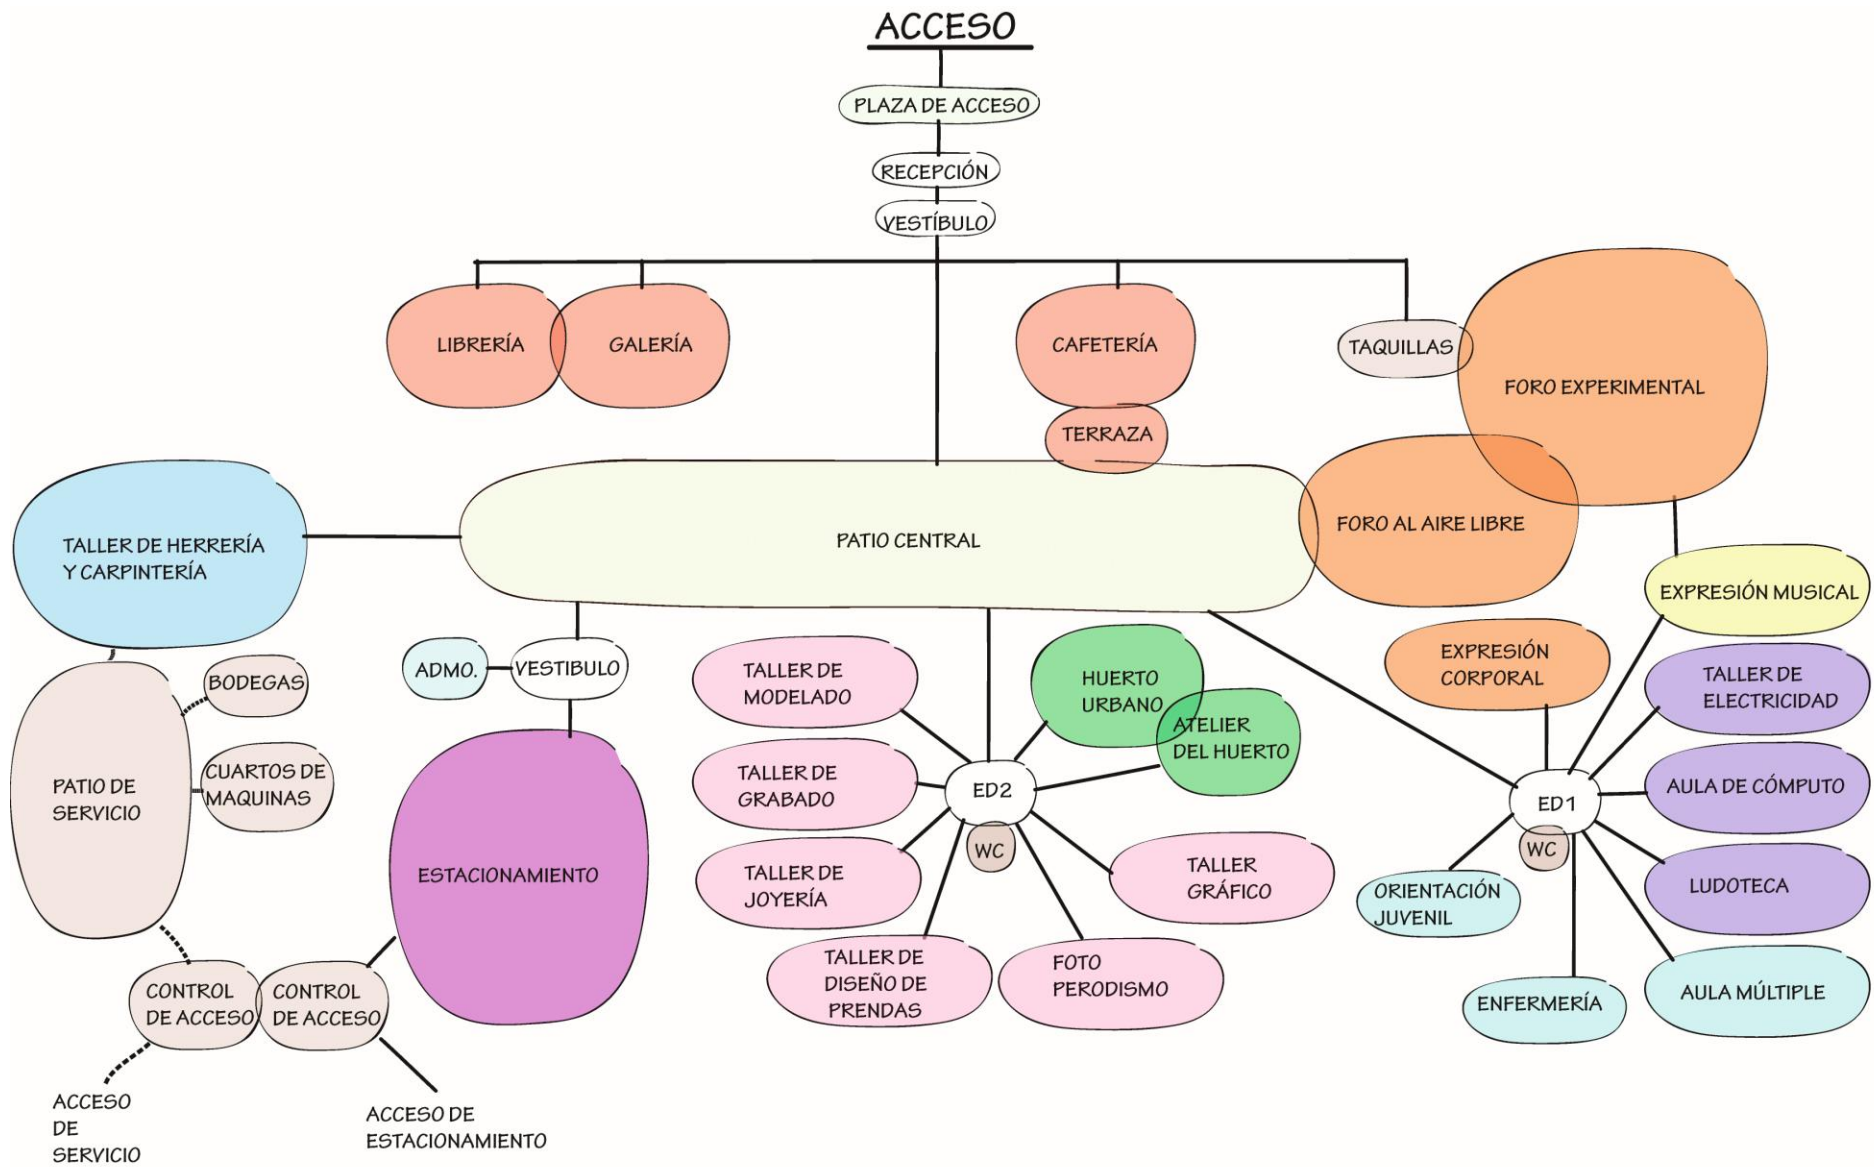 ACCESO
PLAZA DE ACCESO
RECEPCIÓN
VESTÍBULO
LIBRERÍA
GALERÍA
CAFETERÍA
TERRAZA
TAQUILLAS
FORO EXPERIMENTAL
FORO AL AIRE LIBRE
PATIO CENTRAL
TALLER DE HERRERÍA
Y CARPINTERÍA
EXPRESIÓN MUSICAL
BODEGAS
CUARTOS DE
MAQUINAS
PATIO DE
SERVICIO
ADMO.
VESTIBULO
ESTACIONAMIENTO
CONTROL
DE ACCESO
CONTROL
DE ACCESO
ACCESO
DE
SERVICIO
ACCESO DE
ESTACIONAMIENTO
TALLER DE
MODELADO
TALLER DE
GRABADO
TALLER DE
JOYERÍA
TALLER DE
DISEÑO DE
PRENDAS
FOTO
PERODISMO
TALLER
GRÁFICO
HUERTO
URBANO
ATELIER
DEL HUERTO
ED2
WC
EXPRESIÓN
CORPORAL
TALLER DE
ELECTRICIDAD
AULA DE CÓMPUTO
LUDOTECA
AULA MÚLTIPLE
ED1
WC
ORIENTACIÓN
JUVENIL
ENFERMERÍA